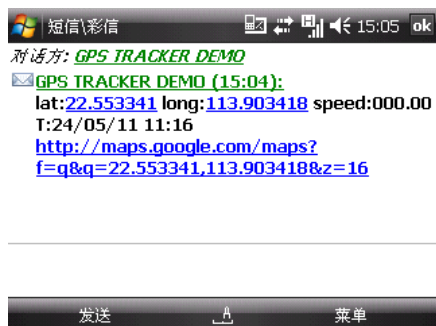 短信\彩信 15:05 ok
对话方: GPS TRACKER DEMO
GPS TRACKER DEMO (15:04):
lat:22.553341 long:113.903418 speed:000.00
T:24/05/11 11:16
http://maps.google.com/maps?
f=q&q=22.553341,113.903418&z=16
发送 菜单